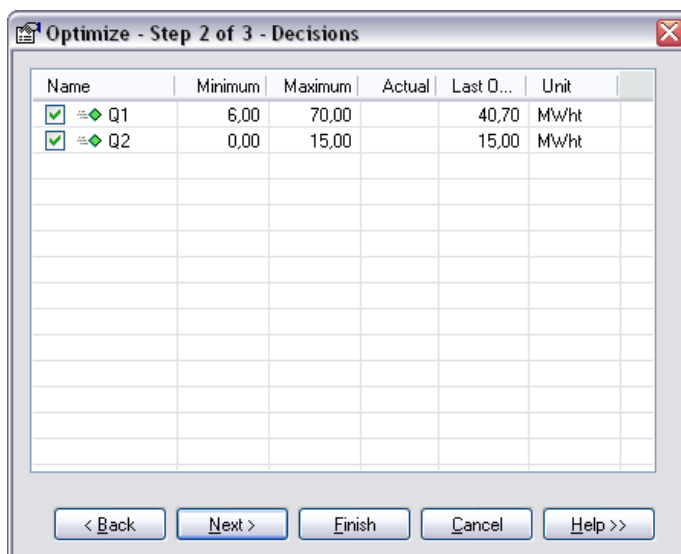 Optimize - Step 2 of 3 - Decisions
Name Minimum Maximum Actual Last O... Unit
Q1 6,00 70,00 40,70 MWht
Q2 0,00 15,00 15,00 MWht
< Back Next > Finish Cancel Help >>